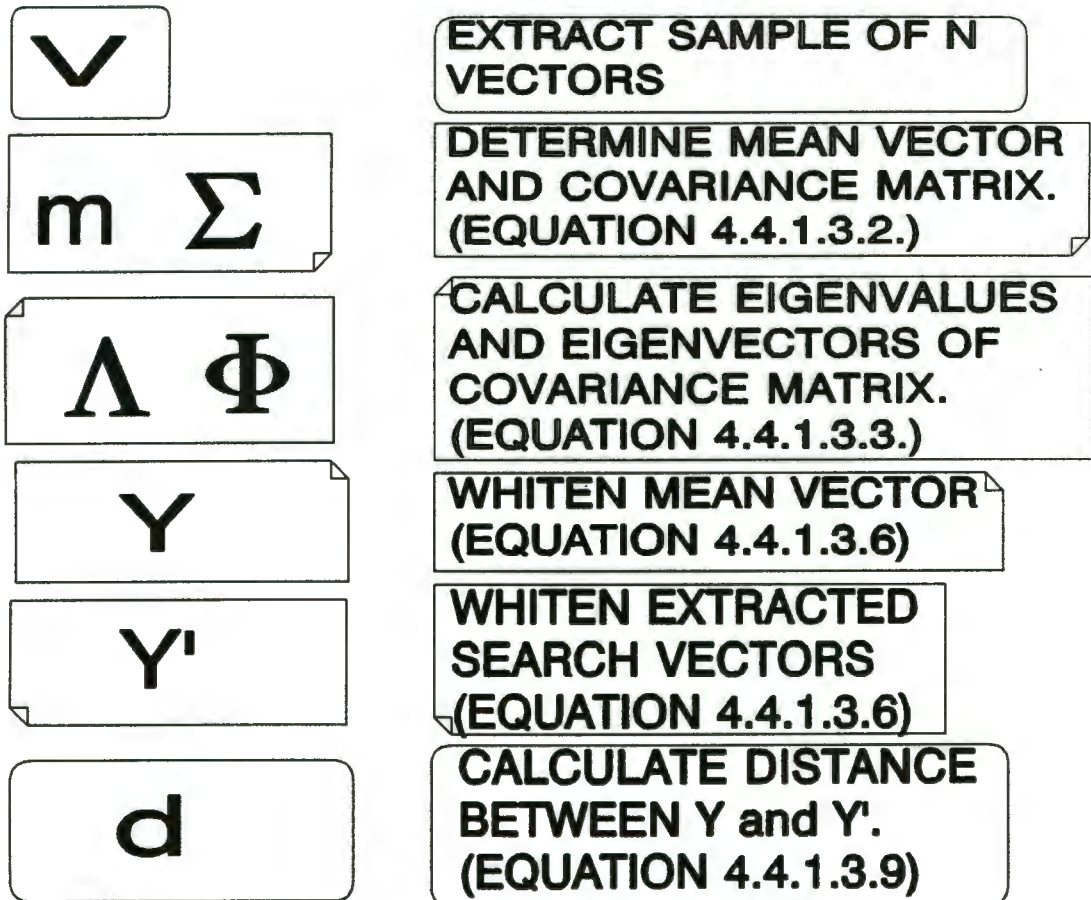 V
EXTRACT SAMPLE OF N
VECTORS
m Σ
DETERMINE MEAN VECTOR
AND COVARIANCE MATRIX.
(EQUATION 4.4.1.3.2.)
Λ Φ
CALCULATE EIGENVALUES
AND EIGENVECTORS OF
COVARIANCE MATRIX.
(EQUATION 4.4.1.3.3.)
Y
WHITEN MEAN VECTOR
(EQUATION 4.4.1.3.6)
Y'
WHITEN EXTRACTED
SEARCH VECTORS
(EQUATION 4.4.1.3.6)
d
CALCULATE DISTANCE
BETWEEN Y and Y'.
(EQUATION 4.4.1.3.9)